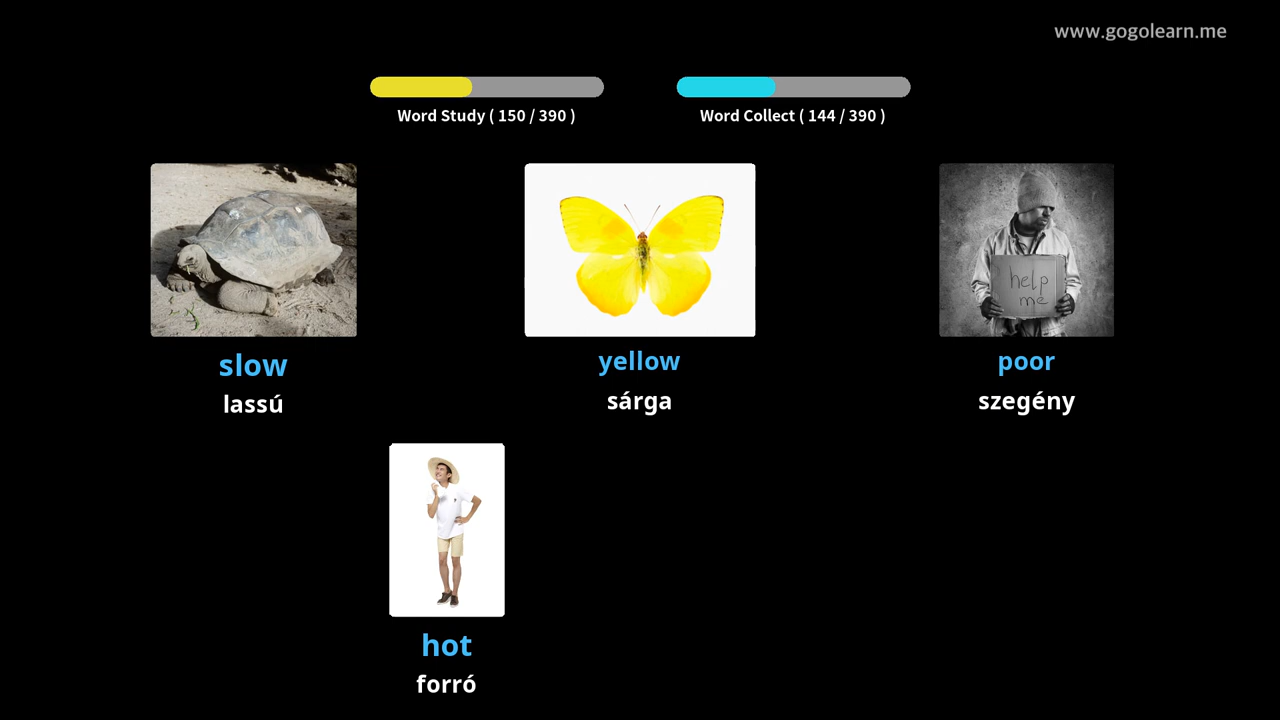 www.gogolearn.me
Word Study ( 150 / 390 )
Word Collect ( 144 / 390 )
help
me
slow
lassú
yellow
sárga
poor
szegény
hot
forró